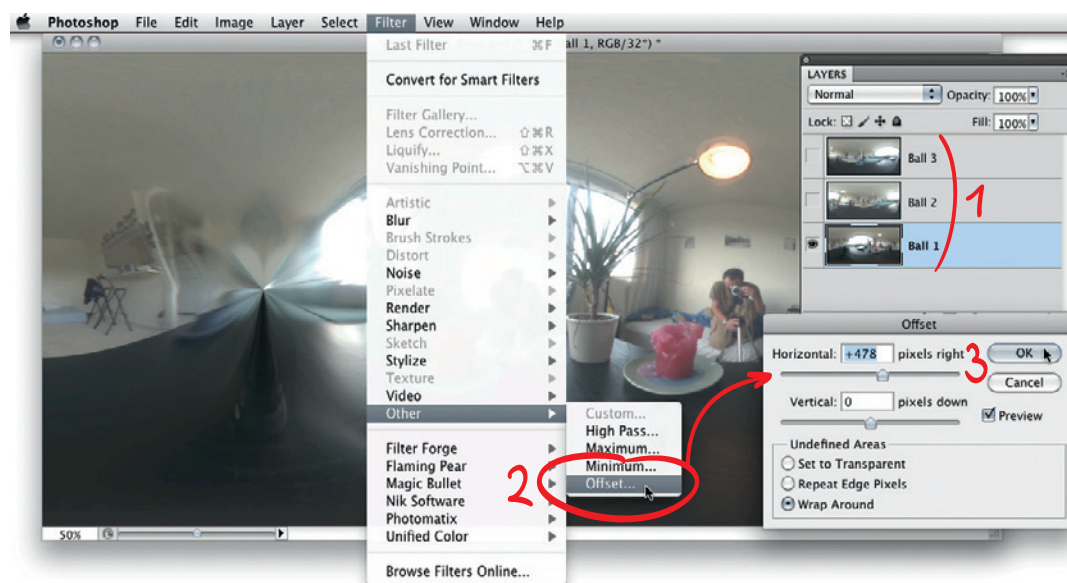 Photoshop File Edit Image Layer Select Filter View Window Help
all 1, RGB/32*) *
Last Filter ⌘F
Convert for Smart Filters
Filter Gallery...
Lens Correction... ⇧⌘R
Liquify... ⇧⌘X
Vanishing Point... ⌥⌘V
Artistic
Blur
Brush Strokes
Distort
Noise
Pixelate
Render
Sharpen
Sketch
Stylize
Texture
Video
Other
Filter Forge
Flaming Pear
Magic Bullet
Nik Software
Photomatix
Unified Color
Browse Filters Online...
Custom...
High Pass...
Maximum...
Minimum...
Offset...
2
LAYERS
Normal Opacity: 100%
Lock: Fill: 100%
Ball 3
Ball 2
Ball 1
1
Offset
Horizontal: +478 pixels right
3
OK
Cancel
Vertical: 0 pixels down
Preview
Undefined Areas
Set to Transparent
Repeat Edge Pixels
Wrap Around
50%